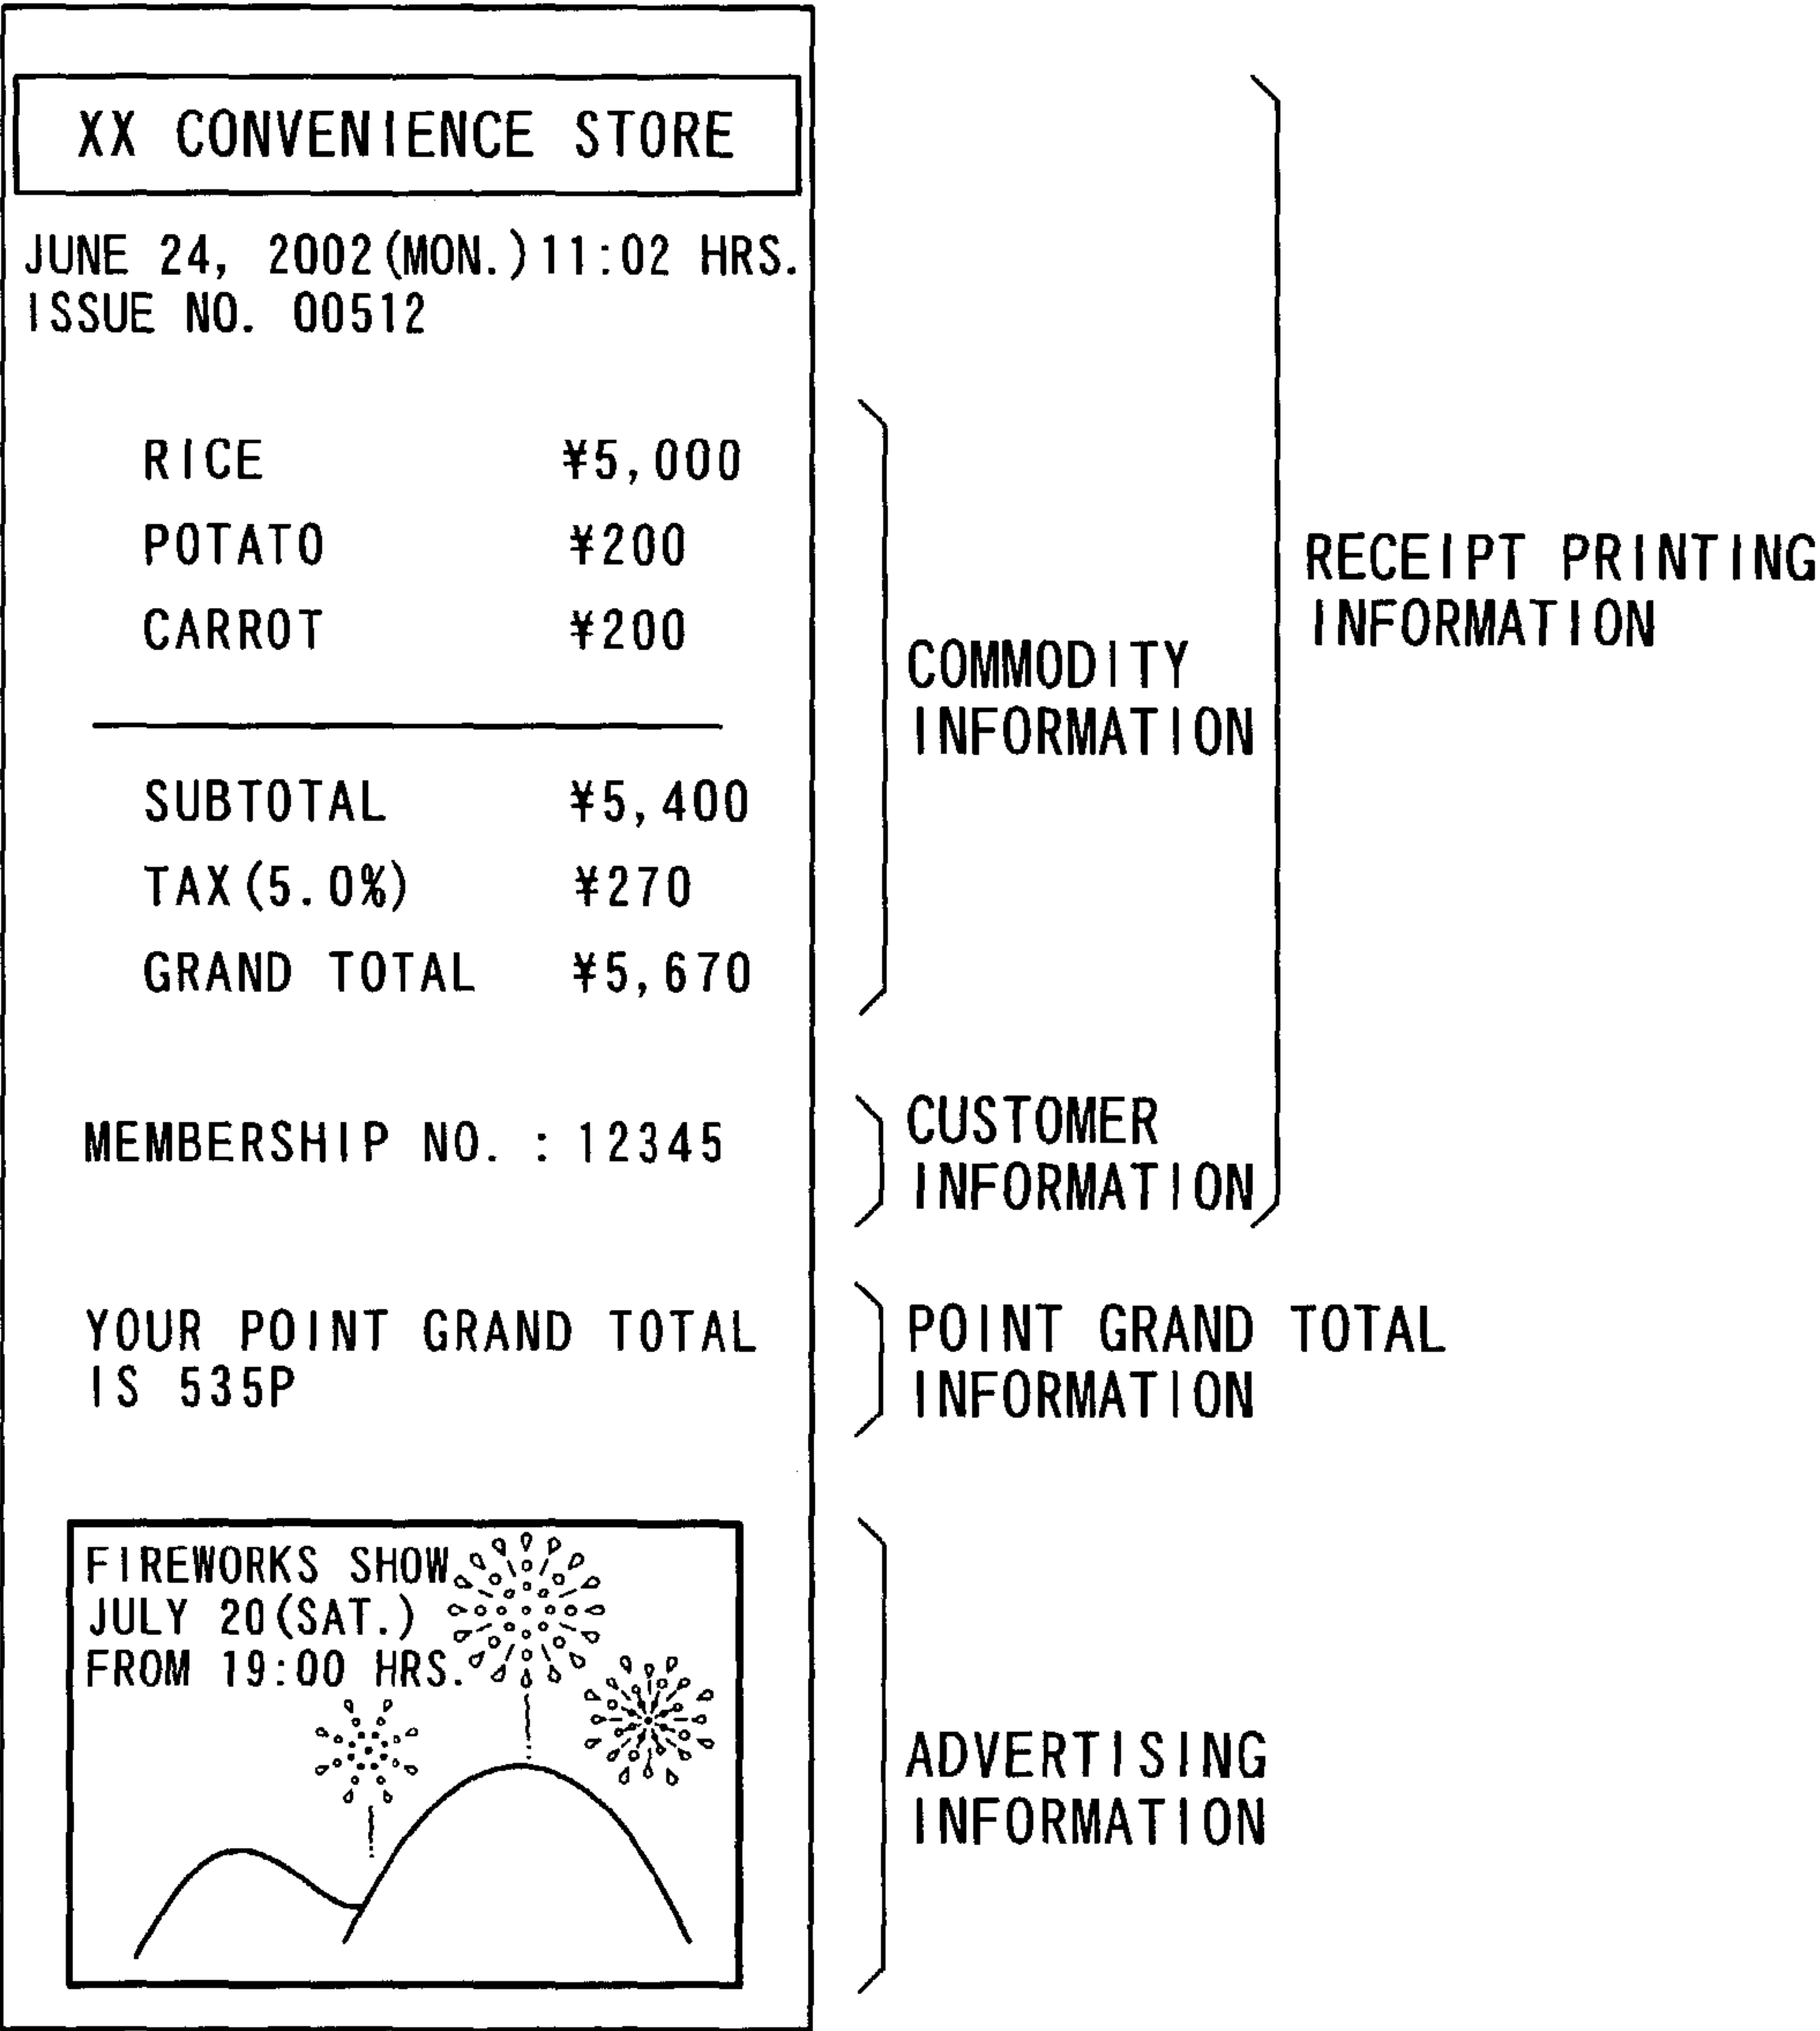 XX CONVENIENCE STORE
JUNE 24, 2002(MON.)11:02 HRS.
ISSUE NO. 00512
RICE ¥5,000
POTATO ¥200
CARROT ¥200
SUBTOTAL ¥5,400
TAX(5.0%) ¥270
GRAND TOTAL ¥5,670
MEMBERSHIP NO. : 12345
YOUR POINT GRAND TOTAL
IS 535P
FIREWORKS SHOW
JULY 20(SAT.)
FROM 19:00 HRS.
COMMODITY
INFORMATION
CUSTOMER
INFORMATION
RECEIPT PRINTING
INFORMATION
POINT GRAND TOTAL
INFORMATION
ADVERTISING
INFORMATION